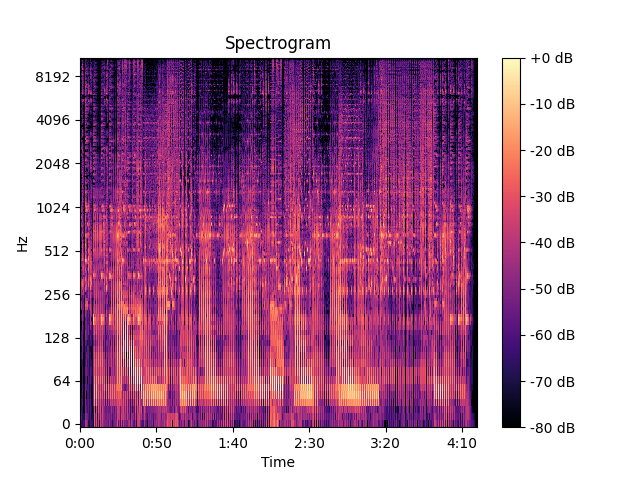 Spectrogram
Hz
8192
4096
2048
1024
512
256
128
64
0
0:00 0:50 1:40 2:30 3:20 4:10
Time
+0 dB
-10 dB
-20 dB
-30 dB
-40 dB
-50 dB
-60 dB
-70 dB
-80 dB